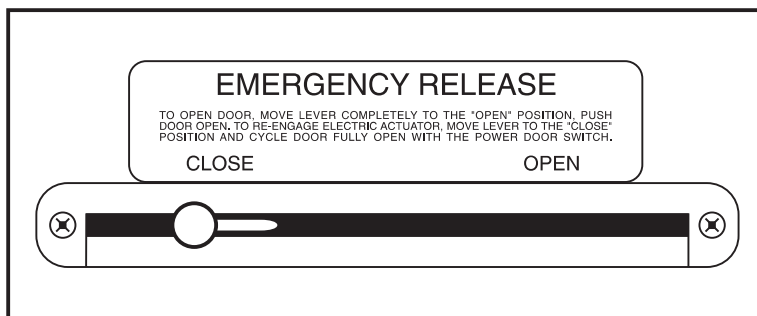 EMERGENCY RELEASE
TO OPEN DOOR, MOVE LEVER COMPLETELY TO THE "OPEN" POSITION, PUSH
DOOR OPEN. TO RE-ENGAGE ELECTRIC ACTUATOR, MOVE LEVER TO THE "CLOSE"
POSITION AND CYCLE DOOR FULLY OPEN WITH THE POWER DOOR SWITCH.
CLOSE OPEN